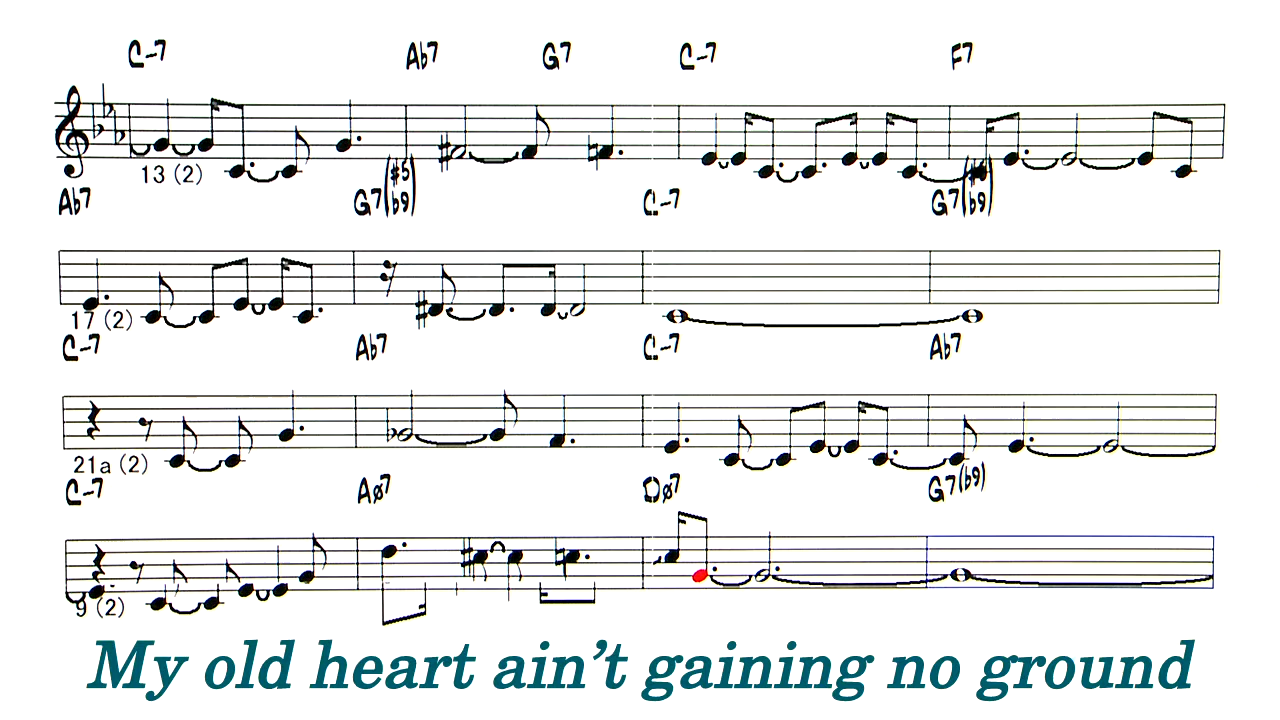 C-7 Ab7 G7 C-7 F7
13 (2)
Ab7 G7(#5 b9) C-7 G7(#5 b9)
17 (2)
C-7 Ab7 C-7 Ab7
21a (2)
C-7 Aø7 Dø7 G7(b9)
9 (2)
My old heart ain’t gaining no ground